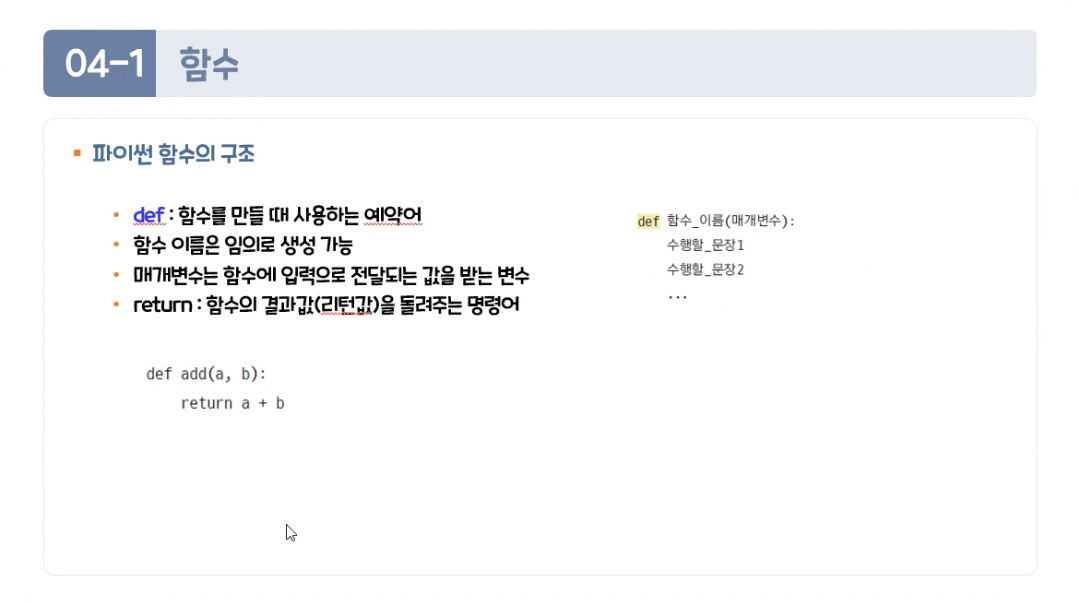 04-1 함수
파이썬 함수의 구조
def : 함수를 만들 때 사용하는 예약어
함수 이름은 임의로 생성 가능
매개변수는 함수에 입력으로 전달되는 값을 받는 변수
return : 함수의 결과값(리턴값)을 돌려주는 명령어
def 함수_이름(매개변수):
수행할_문장1
수행할_문장2
...
def add(a, b):
return a + b